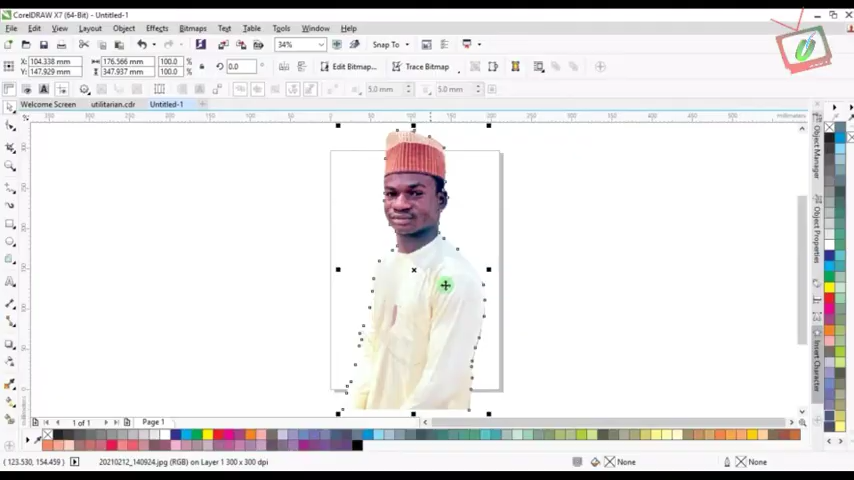 CorelDRAW X7 (64-Bit) - Untitled-1
File Edit View Layout Object Effects Bitmaps Text Table Tools Window Help
34% Snap To
X: 104.338 mm 176.566 mm 100.0 %
Y: 147.929 mm 347.937 mm 100.0 %
0.0 Edit Bitmap... Trace Bitmap
5.0 mm 5.0 mm
Welcome Screen utilitarian.cdr Untitled-1
millimeters
Object Manager
Object Properties
Insert Character
1 of 1 Page 1
(123.530, 154.459) 20210212_140924.jpg (RGB) on Layer 1 300 x 300 dpi None None